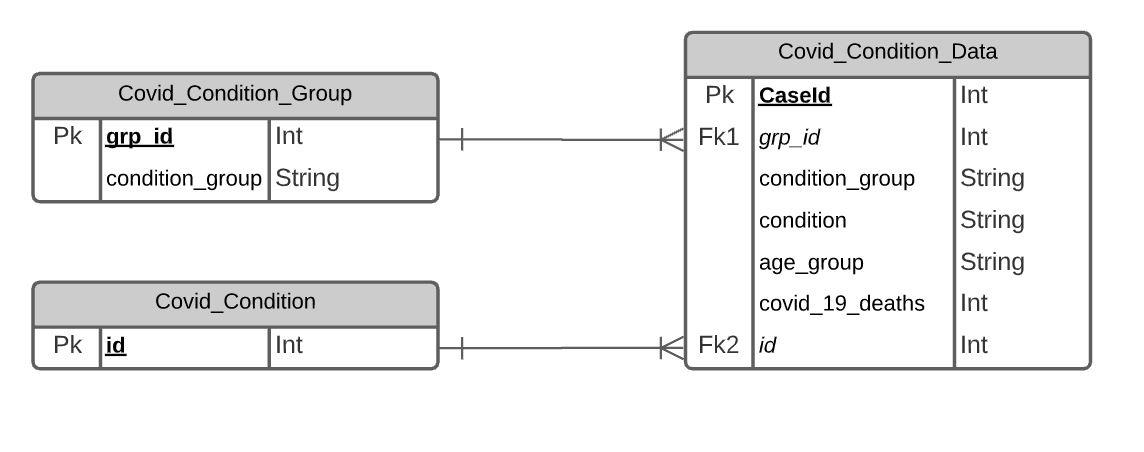 Covid_Condition_Group
Pk grp_id Int
condition_group String
Covid_Condition
Pk id Int
Covid_Condition_Data
Pk CaseId Int
Fk1 grp_id Int
condition_group String
condition String
age_group String
covid_19_deaths Int
Fk2 id Int